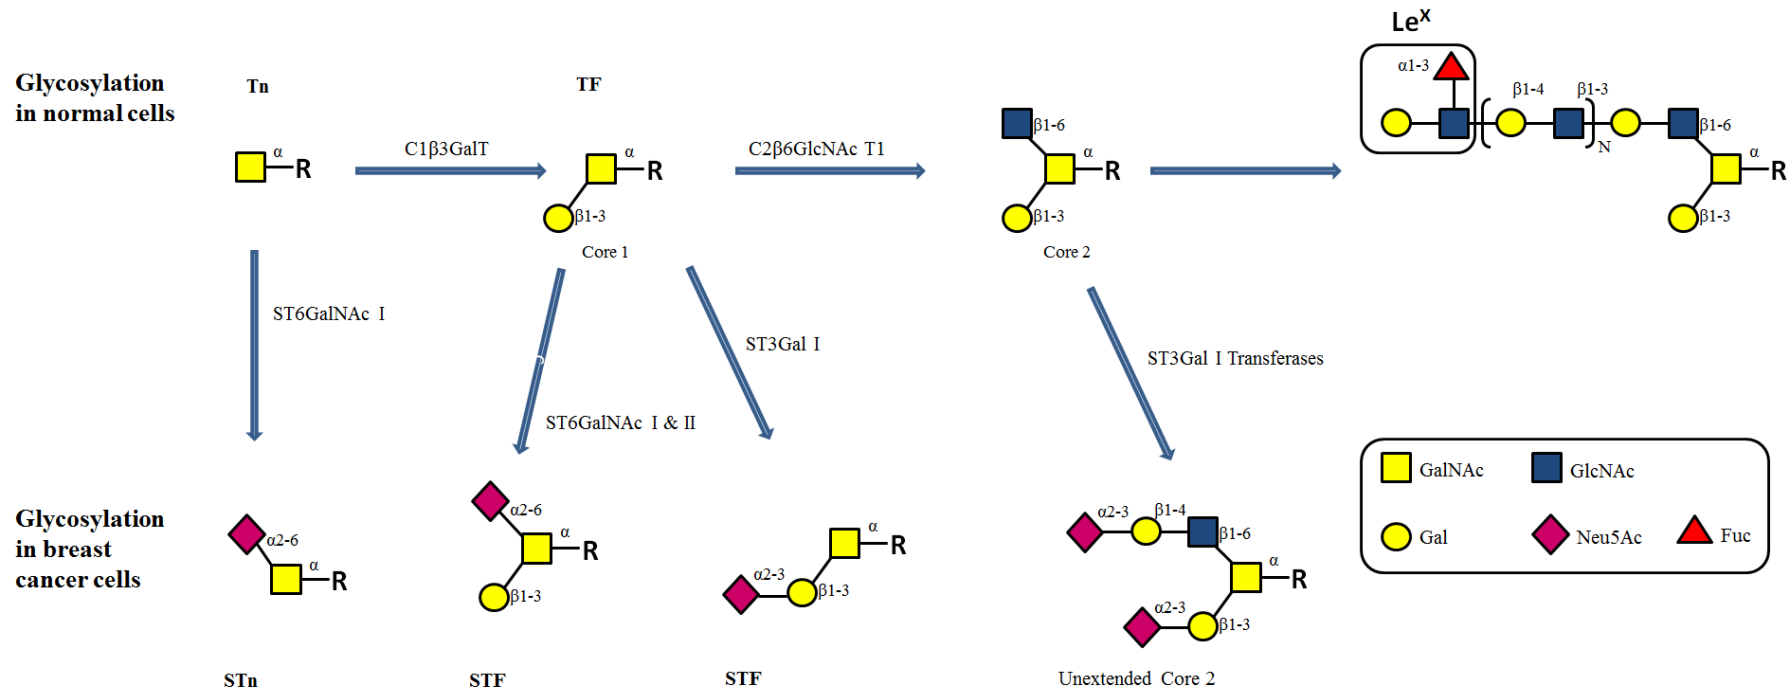 Le^X
Glycosylation
in normal cells
Tn
TF
α1-3
β1-4
β1-3
N
β1-6
α
R
β1-3
α
R
C1β3GalT
α
R
β1-3
Core 1
C2β6GlcNAc T1
β1-6
α
R
β1-3
Core 2
ST6GalNAc I
ST6GalNAc I & II
ST3Gal I
ST3Gal I Transferases
GalNAc
GlcNAc
Gal
Neu5Ac
Fuc
Glycosylation
in breast
cancer cells
α2-6
α
R
STn
α2-6
α
R
β1-3
STF
α
R
α2-3
β1-3
STF
α2-3
β1-4
β1-6
α
R
α2-3
β1-3
Unextended Core 2